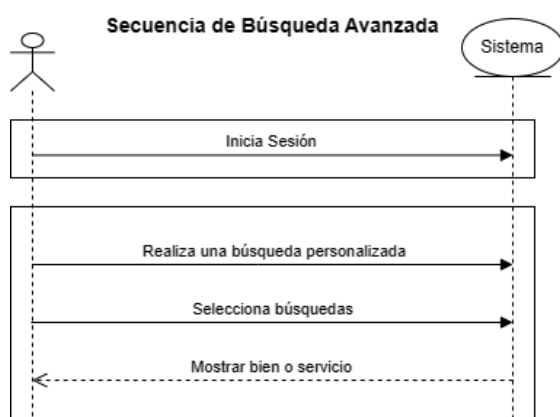 Secuencia de Búsqueda Avanzada
Sistema
Inicia Sesión
Realiza una búsqueda personalizada
Selecciona búsquedas
Mostrar bien o servicio